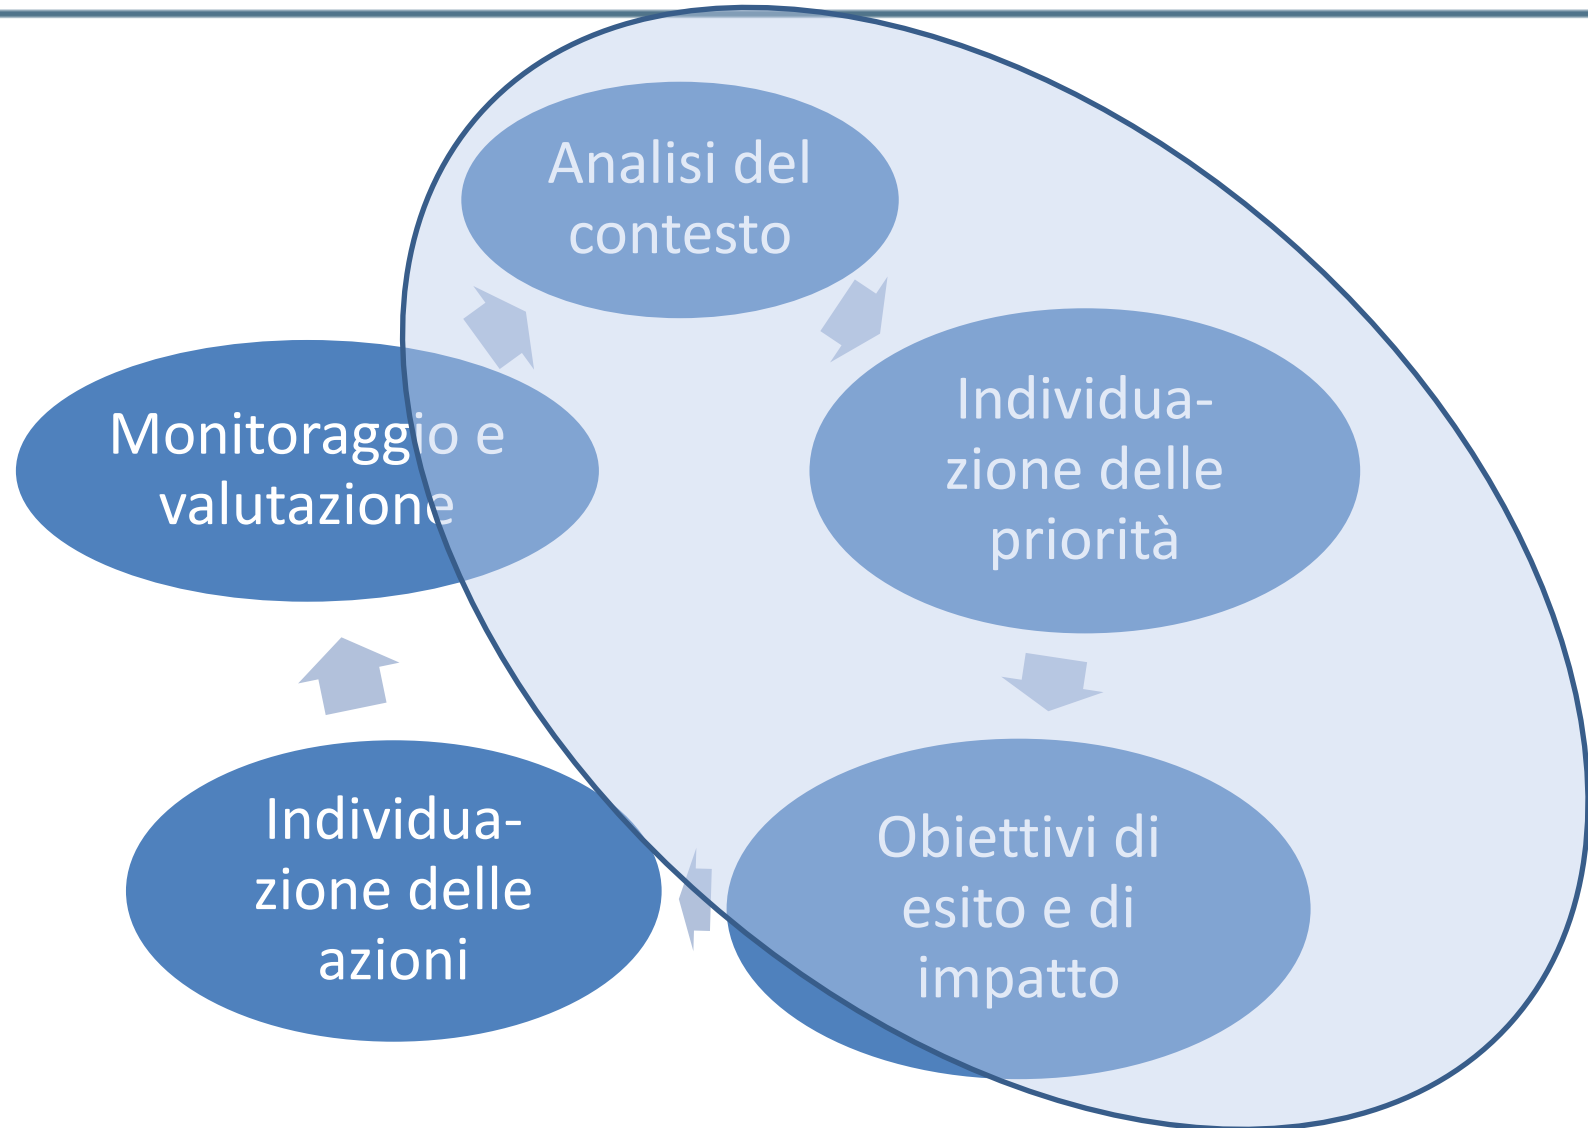 Analisi del
contesto
Individua-
zione delle
priorità
Obiettivi di
esito e di
impatto
Individua-
zione delle
azioni
Monitoraggio e
valutazione